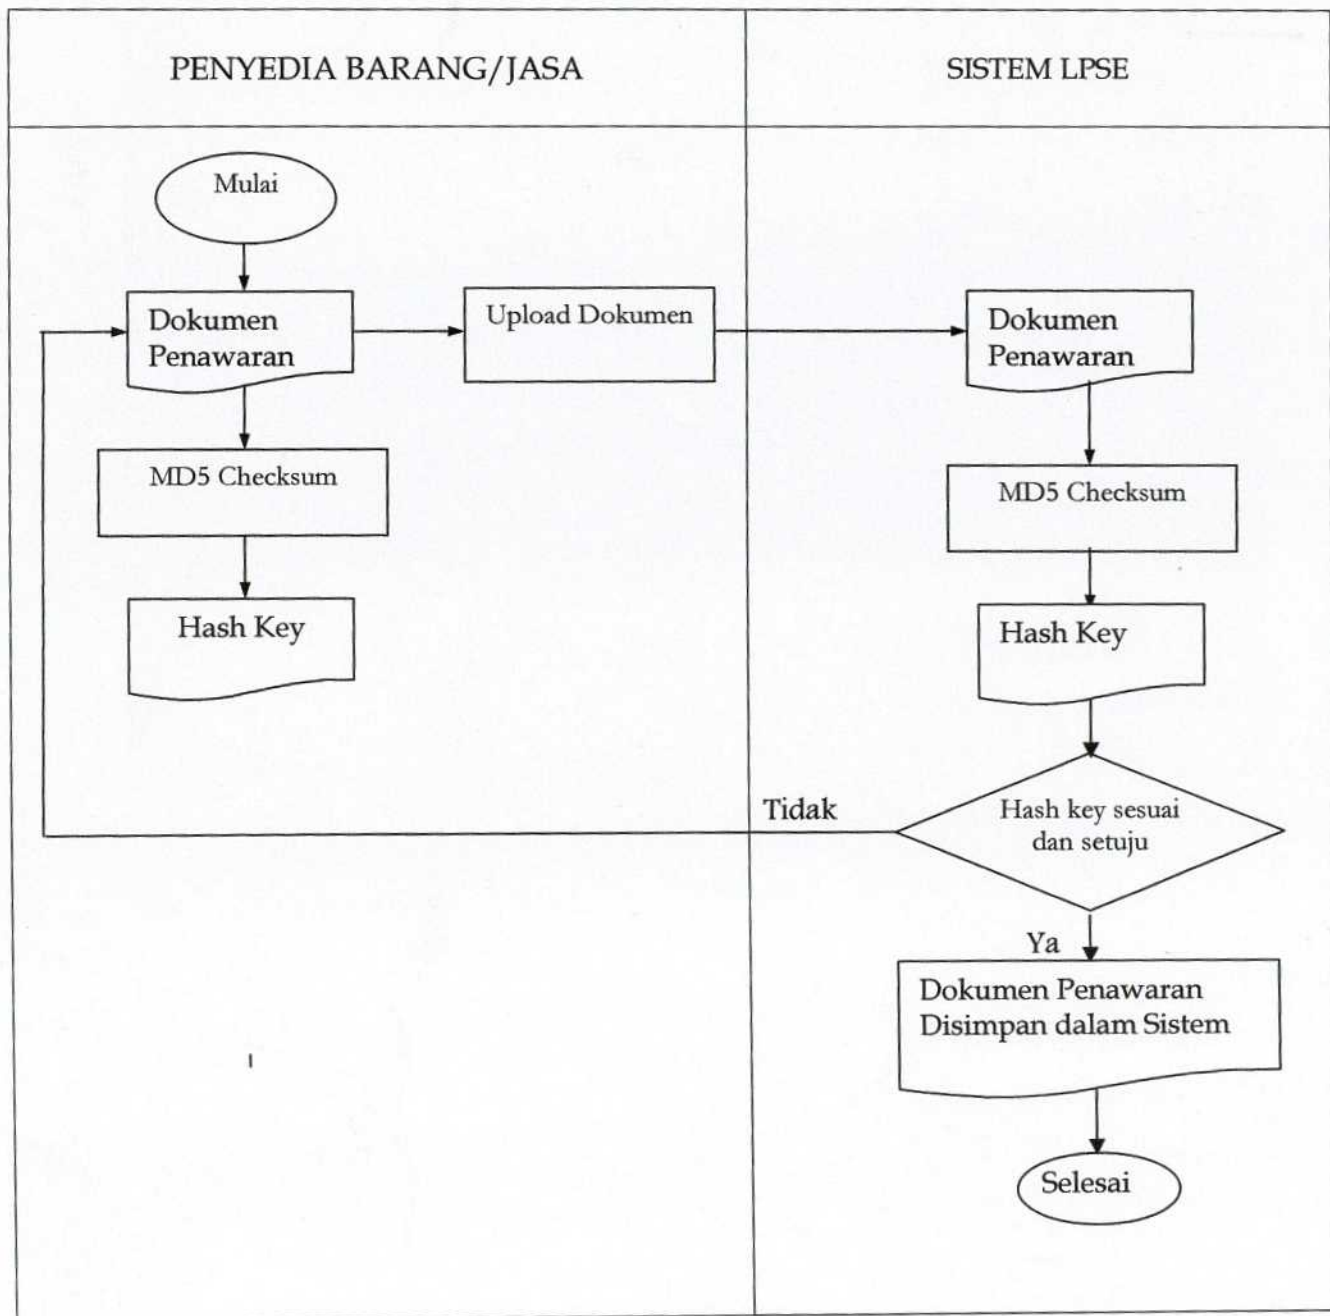 PENYEDIA BARANG/JASA
SISTEM LPSE
Mulai
Dokumen
Penawaran
Upload Dokumen
Dokumen
Penawaran
MD5 Checksum
MD5 Checksum
Hash Key
Hash Key
Tidak
Hash key sesuai
dan setuju
Ya
Dokumen Penawaran
Disimpan dalam Sistem
Selesai